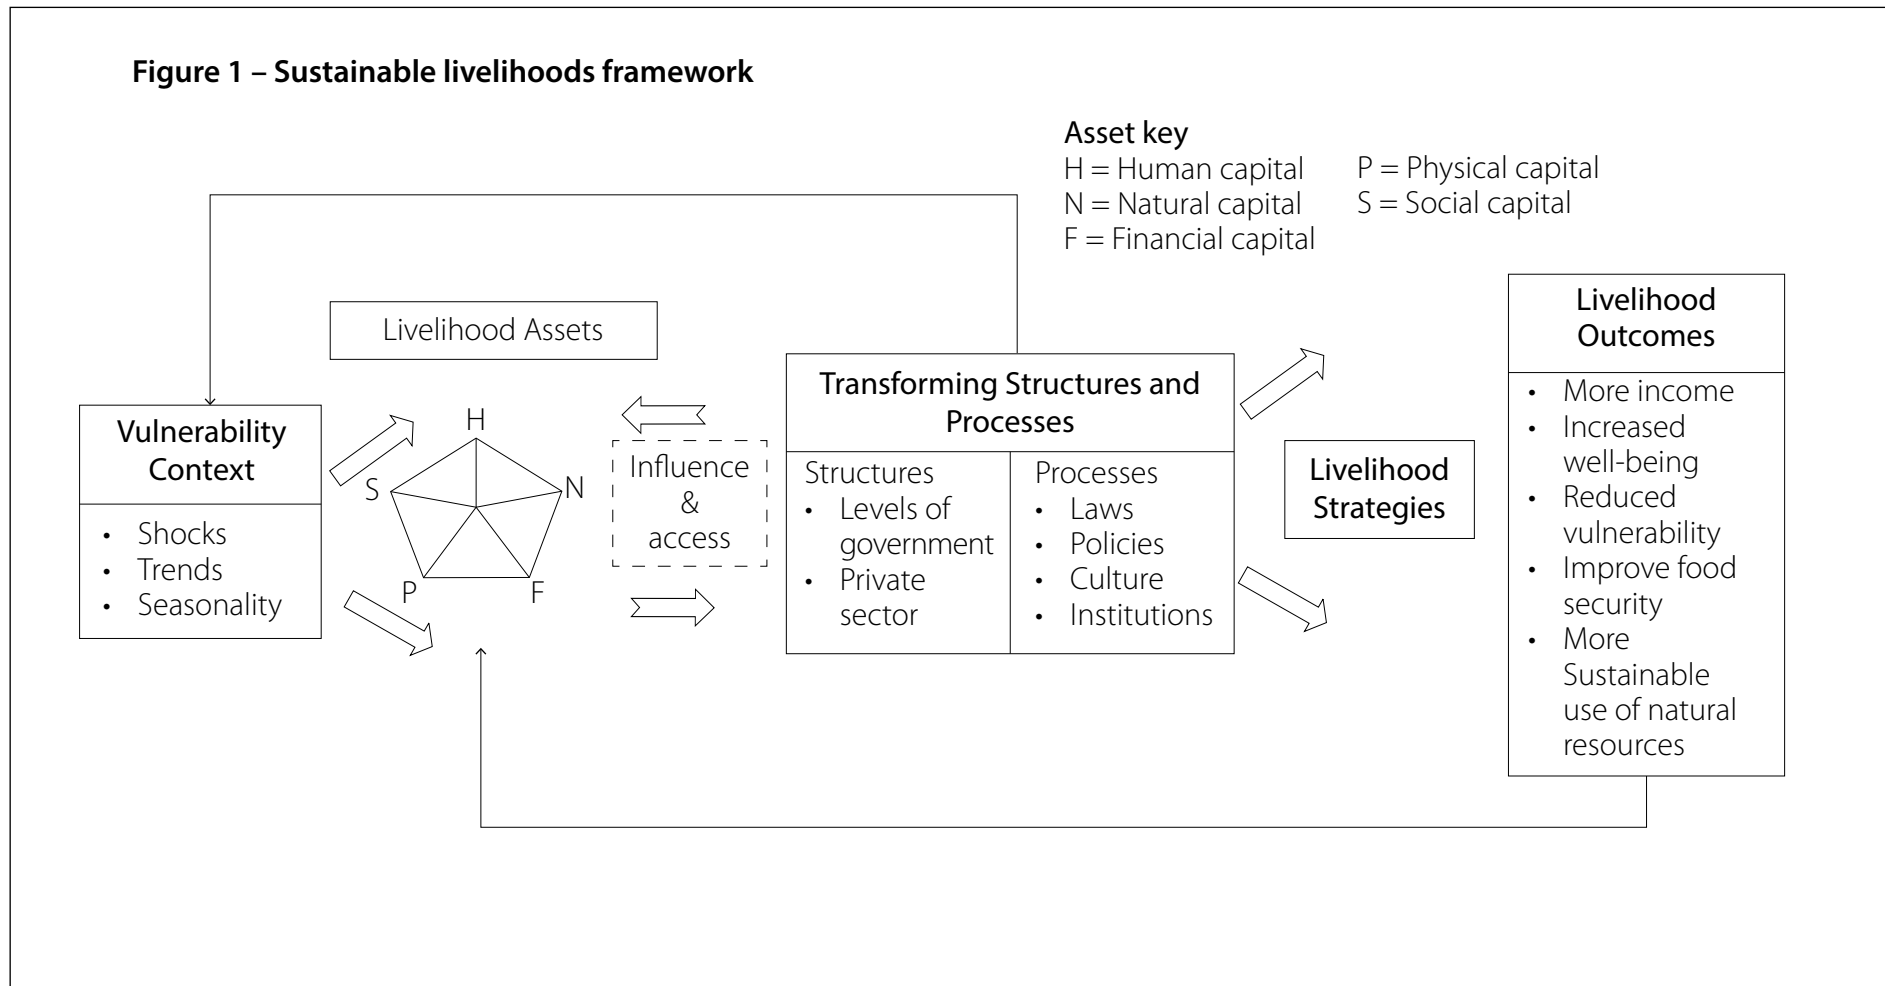 Figure 1 – Sustainable livelihoods framework
Asset key
H = Human capital
P = Physical capital
N = Natural capital
S = Social capital
F = Financial capital
Livelihood Assets
Vulnerability
Context
• Shocks
• Trends
• Seasonality
H
S
N
P
F
Influence
&
access
Transforming Structures and
Processes
Structures
• Levels of
government
• Private
sector
Processes
• Laws
• Policies
• Culture
• Institutions
Livelihood
Strategies
Livelihood
Outcomes
• More income
• Increased
well-being
• Reduced
vulnerability
• Improve food
security
• More
Sustainable
use of natural
resources